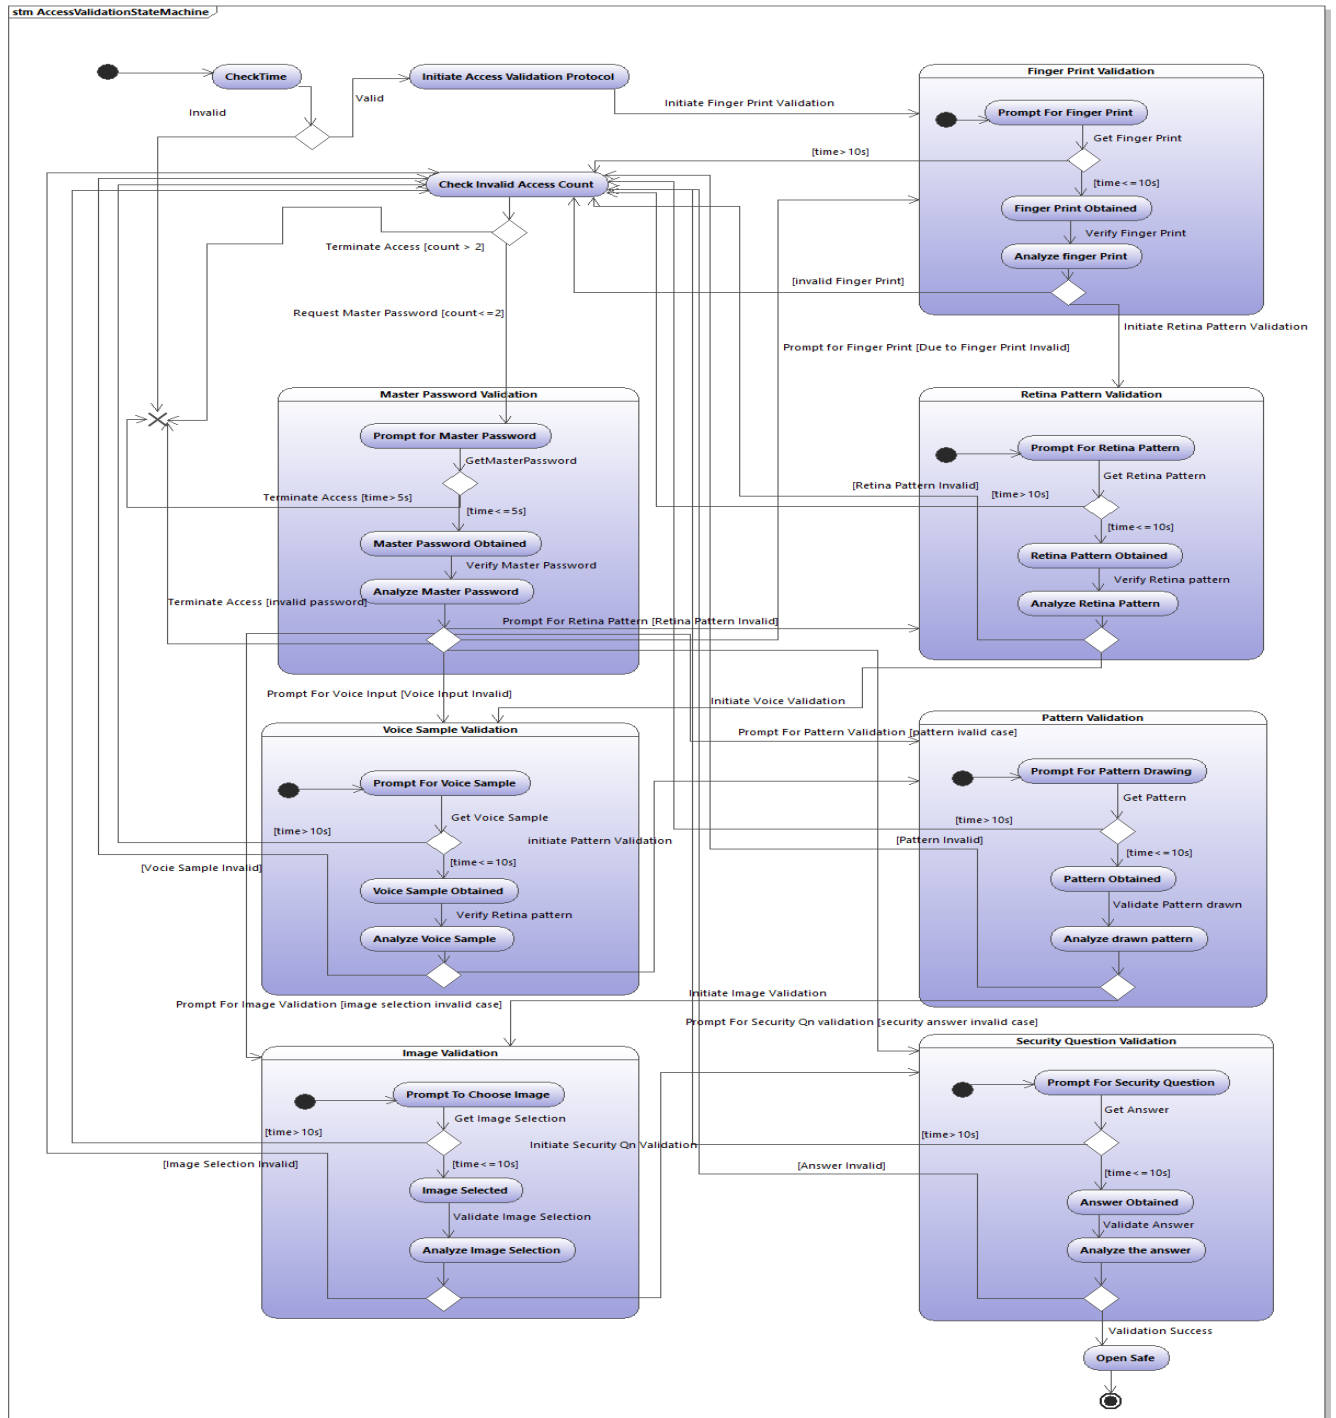 stm AccessValidationStateMachine
CheckTime
Initiate Access Validation Protocol
Finger Print Validation
Valid
Invalid
Initiate Finger Print Validation
Prompt For Finger Print
Get Finger Print
[time>10s]
[time<=10s]
Check Invalid Access Count
Finger Print Obtained
Verify Finger Print
Terminate Access [count > 2]
Analyze finger Print
[invalid Finger Print]
Request Master Password [count<=2]
Initiate Retina Pattern Validation
Prompt for Finger Print [Due to Finger Print Invalid]
Master Password Validation
Retina Pattern Validation
Prompt for Master Password
Prompt For Retina Pattern
GetMasterPassword
Get Retina Pattern
[Retina Pattern Invalid]
Terminate Access [time>5s]
[time>10s]
[time<=5s]
[time<=10s]
Master Password Obtained
Retina Pattern Obtained
Verify Master Password
Verify Retina pattern
Analyze Master Password
Terminate Access [invalid password]
Analyze Retina Pattern
Prompt For Retina Pattern [Retina Pattern Invalid]
Prompt For Voice Input [Voice Input Invalid]
Initiate Voice Validation
Voice Sample Validation
Pattern Validation
Prompt For Pattern Validation [pattern ivalid case]
Prompt For Voice Sample
Prompt For Pattern Drawing
Get Pattern
Get Voice Sample
[time>10s]
[time>10s]
initiate Pattern Validation
[Pattern Invalid]
[time<=10s]
[time<=10s]
[Vocie Sample Invalid]
Voice Sample Obtained
Pattern Obtained
Verify Retina pattern
Validate Pattern drawn
Analyze Voice Sample
Analyze drawn pattern
Initiate Image Validation
Prompt For Image Validation [image selection invalid case]
Prompt For Security Qn validation [security answer invalid case]
Image Validation
Security Question Validation
Prompt To Choose Image
Prompt For Security Question
Get Image Selection
Get Answer
[time>10s]
[time>10s]
Initiate Security Qn Validation
[Image Selection Invalid]
[time<=10s]
[Answer Invalid]
[time<=10s]
Image Selected
Answer Obtained
Validate Image Selection
Validate Answer
Analyze Image Selection
Analyze the answer
Validation Success
Open Safe